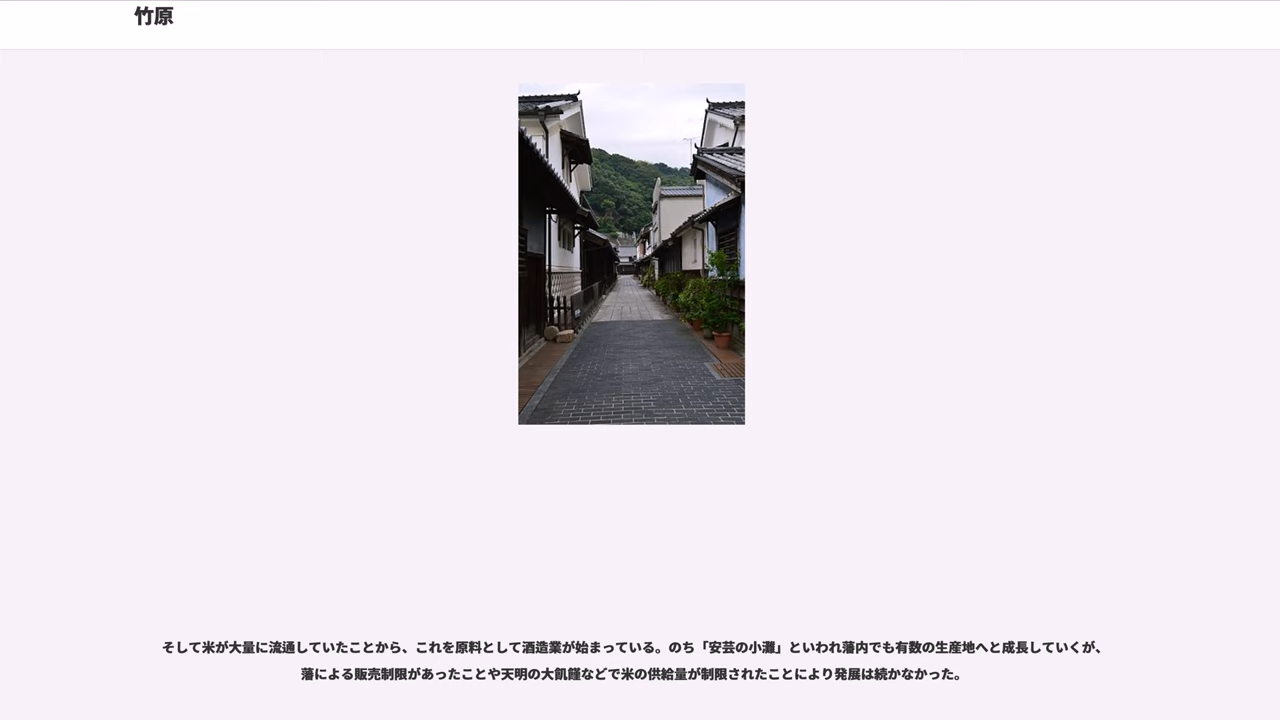 竹原
そして米が大量に流通していたことから、これを原料として酒造業が始まっている。のち「安芸の小灘」といわれ藩内でも有数の生産地へと成長していくが、
藩による販売制限があったことや天明の大飢饉などで米の供給量が制限されたことにより発展は続かなかった。